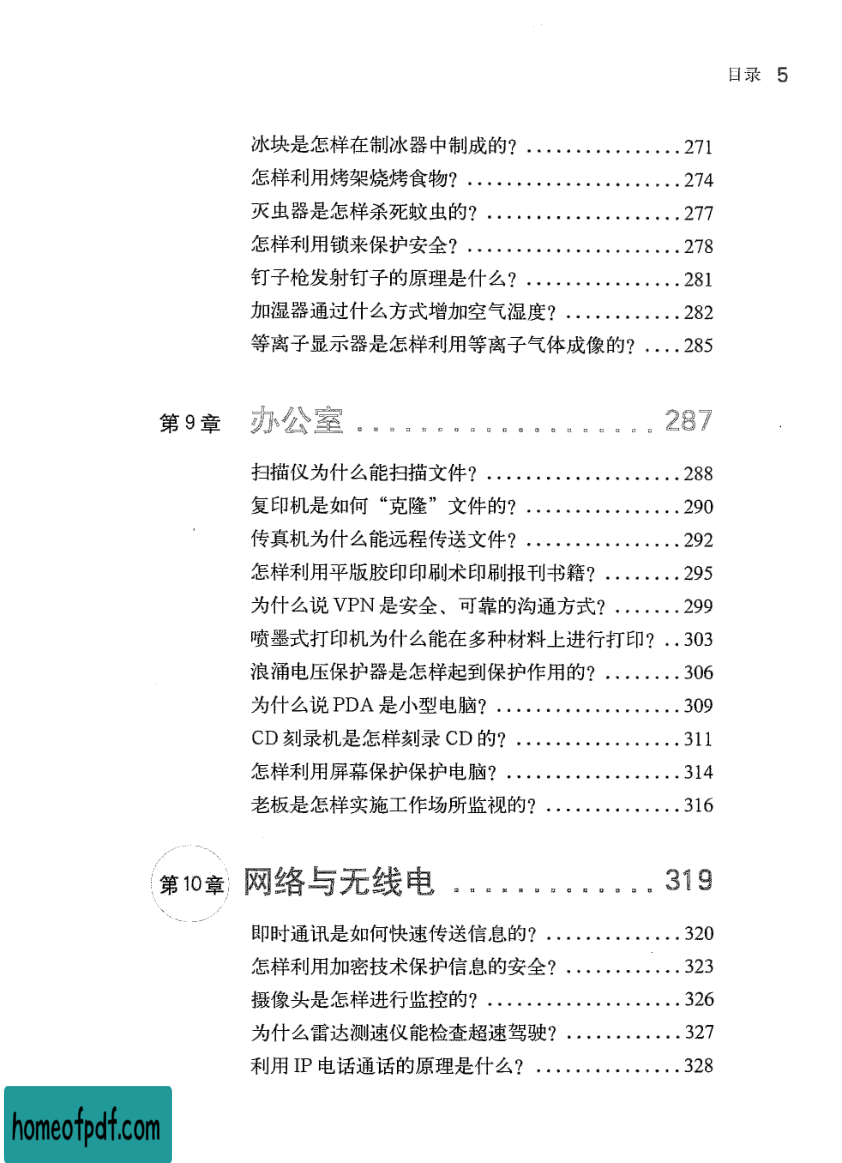 目录 5
冰块是怎样在制冰器中制成的? ................271
怎样利用烤架烧烤食物? ......................274
灭虫器是怎样杀死蚊虫的? ....................277
怎样利用锁来保护安全? ......................278
钉子枪发射钉子的原理是什么? ................281
加湿器通过什么方式增加空气湿度? ............282
等离子显示器是怎样利用等离子气体成像的? ....285
第9章 办公室 .................... 287
扫描仪为什么能扫描文件? ....................288
复印机是如何“克隆”文件的? ................290
传真机为什么能远程传送文件? ................292
怎样利用平版胶印印刷术印刷报刊书籍? ........295
为什么说 VPN 是安全、可靠的沟通方式? .......299
喷墨式打印机为什么能在多种材料上进行打印? ..303
浪涌电压保护器是怎样起到保护作用的? ........306
为什么说 PDA 是小型电脑? ...................309
CD 刻录机是怎样刻录 CD 的? .................311
怎样利用屏幕保护保护电脑? ..................314
老板是怎样实施工作场所监视的? ..............316
第10章 网络与无线电 ............. 319
即时通讯是如何快速传送信息的? ..............320
怎样利用加密技术保护信息的安全? ............323
摄像头是怎样进行监控的? ....................326
为什么雷达测速仪能检查超速驾驶? ............327
利用 IP 电话通话的原理是什么? ...............328
homeofpdf.com